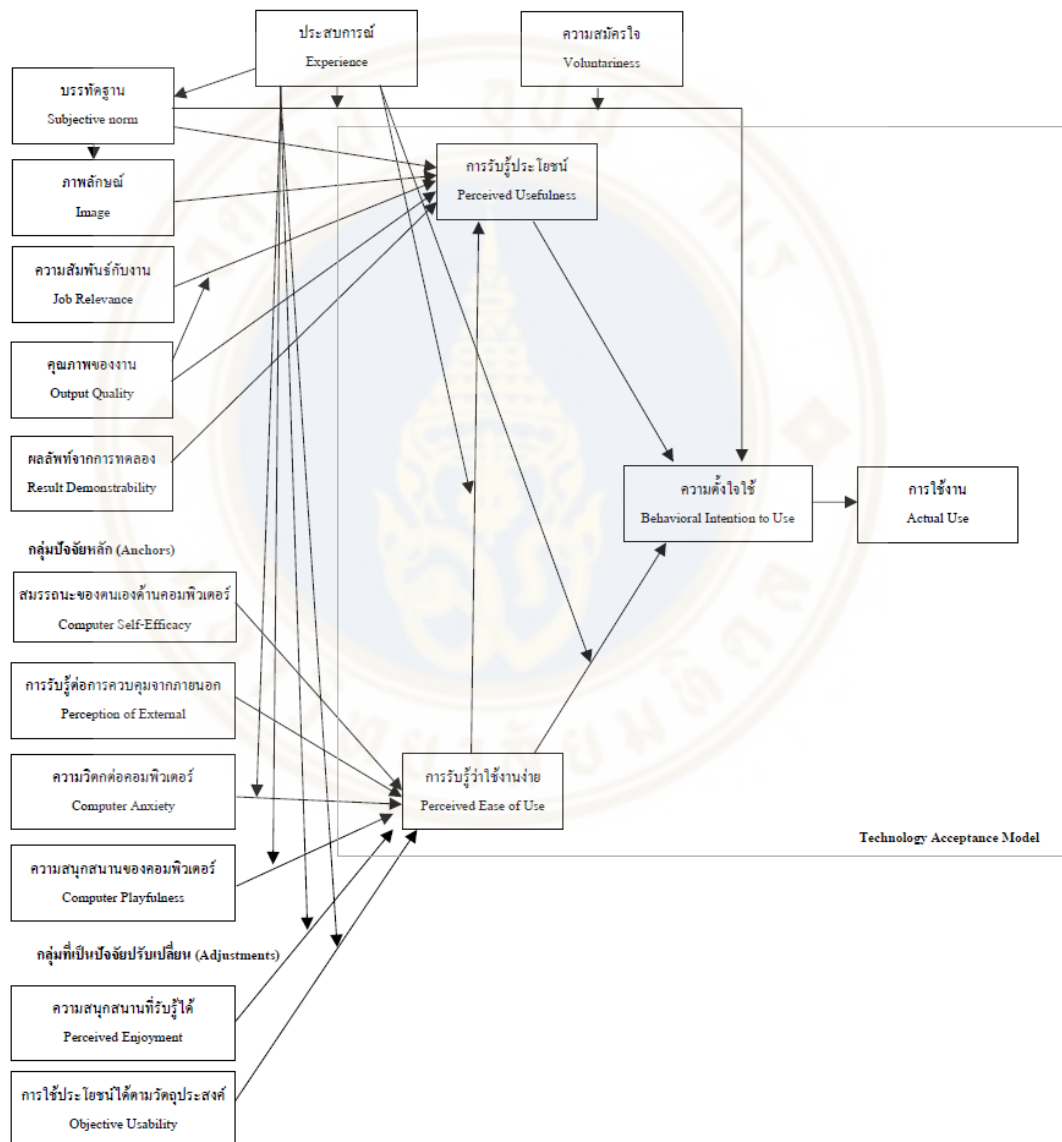 ประสบการณ์
Experience
ความสมัครใจ
Voluntariness
บรรทัดฐาน
Subjective norm
การรับรู้ประโยชน์
Perceived Usefulness
ภาพลักษณ์
Image
ความสัมพันธ์กับงาน
Job Relevance
คุณภาพของงาน
Output Quality
ผลลัพท์จากการทดลอง
Result Demonstrability
ความตั้งใจใช้
Behavioral Intention to Use
การใช้งาน
Actual Use
กลุ่มปัจจัยหลัก (Anchors)
สมรรถนะของตนเองด้านคอมพิวเตอร์
Computer Self-Efficacy
การรับรู้ต่อการควบคุมจากภายนอก
Perception of External
ความวิตกต่อคอมพิวเตอร์
Computer Anxiety
การรับรู้ว่าใช้งานง่าย
Perceived Ease of Use
Technology Acceptance Model
ความสนุกสนานของคอมพิวเตอร์
Computer Playfulness
กลุ่มที่เป็นปัจจัยปรับเปลี่ยน (Adjustments)
ความสนุกสนานที่รับรู้ได้
Perceived Enjoyment
การใช้ประโยชน์ได้ตามวัตถุประสงค์
Objective Usability